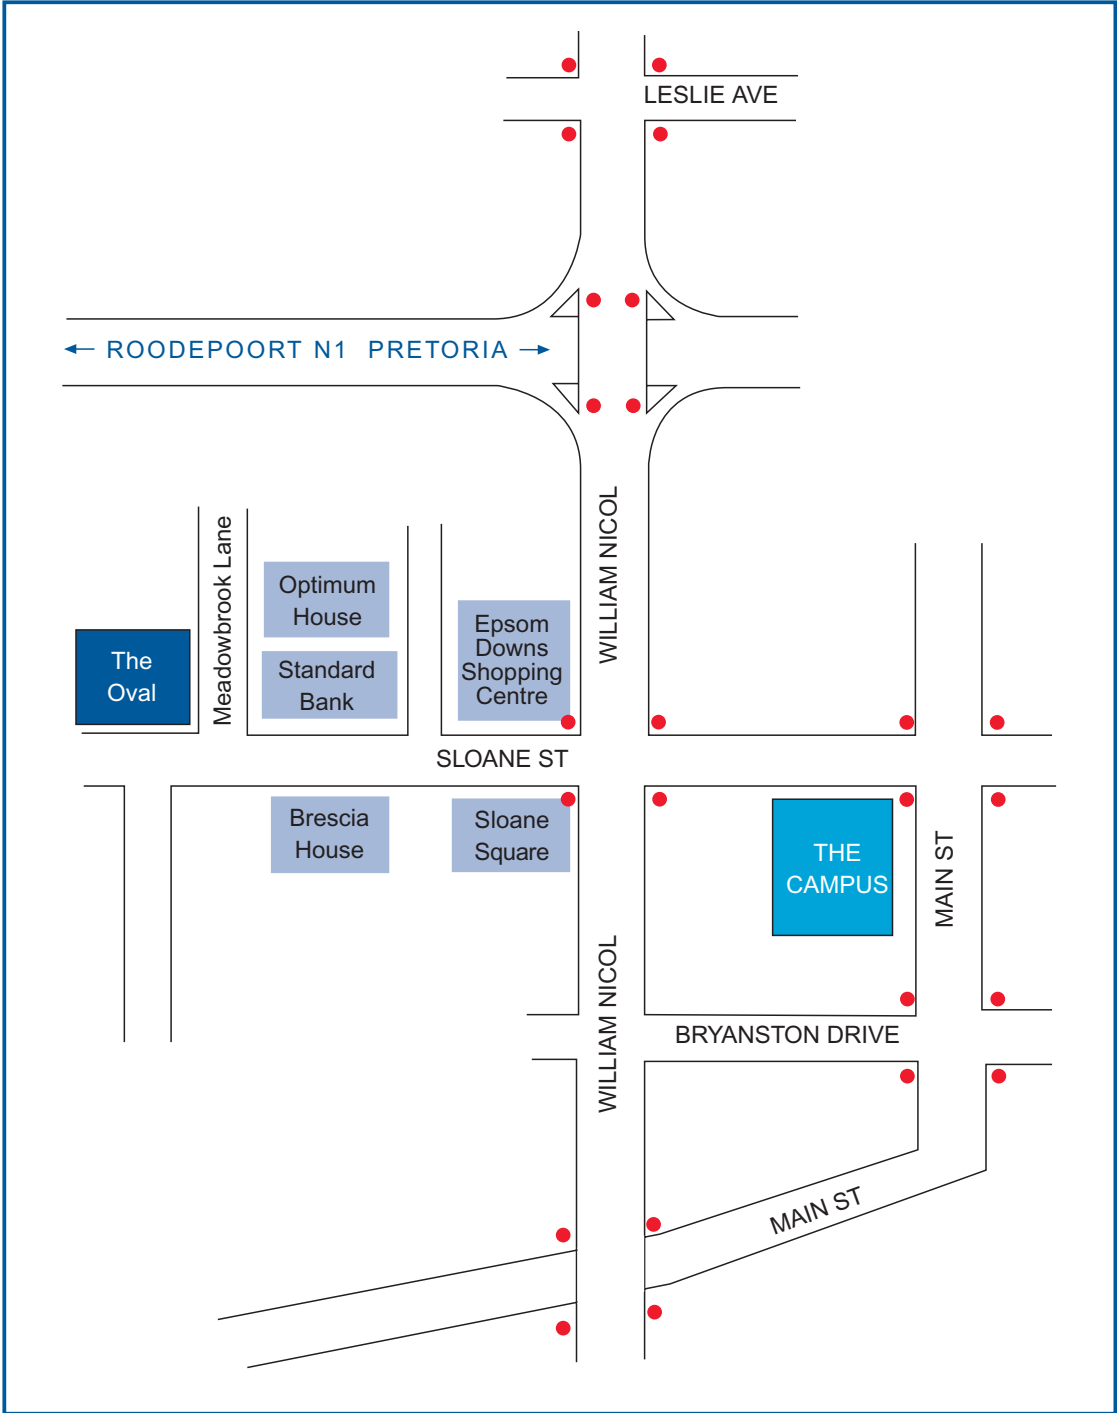 LESLIE AVE
← ROODEPOORT N1 PRETORIA →
WILLIAM NICOL
Meadowbrook Lane
Optimum
House
Epsom
Downs
Shopping
Centre
The
Oval
Standard
Bank
SLOANE ST
Brescia
House
Sloane
Square
THE
CAMPUS
MAIN ST
WILLIAM NICOL
BRYANSTON DRIVE
MAIN ST